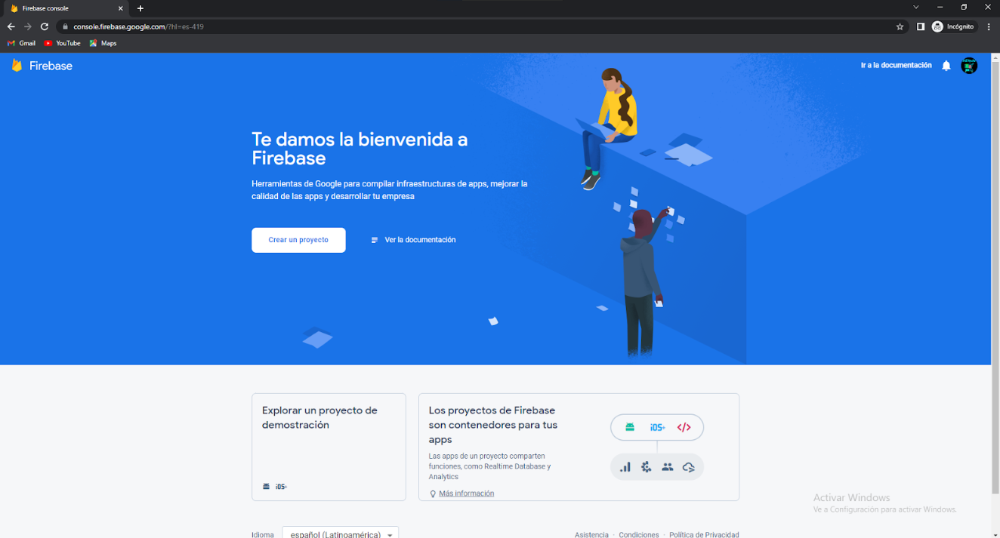 Firebase console
console.firebase.google.com/?hl=es-419
Incógnito
Gmail
YouTube
Maps
Firebase
Ir a la documentación
Te damos la bienvenida a
Firebase
Herramientas de Google para compilar infraestructuras de apps, mejorar la
calidad de las apps y desarrollar tu empresa
Crear un proyecto
Ver la documentación
Explorar un proyecto de
demostración
iOS+
Los proyectos de Firebase
son contenedores para tus
apps
Las apps de un proyecto comparten
funciones, como Realtime Database y
Analytics
Más información
iOS+
Activar Windows
Ve a Configuración para activar Windows.
Idioma
español (Latinoamérica)
Asistencia · Condiciones · Política de Privacidad